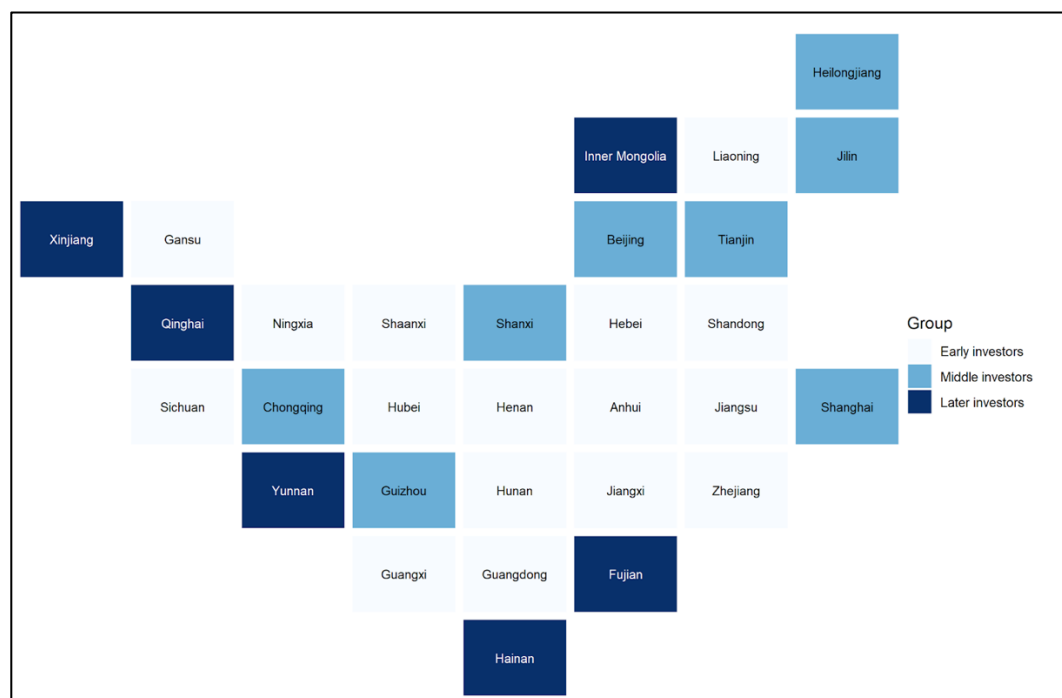 Heilongjiang
Inner Mongolia
Liaoning
Jilin
Xinjiang
Gansu
Beijing
Tianjin
Qinghai
Ningxia
Shaanxi
Shanxi
Hebei
Shandong
Group
Early investors
Middle investors
Later investors
Sichuan
Chongqing
Hubei
Henan
Anhui
Jiangsu
Shanghai
Yunnan
Guizhou
Hunan
Jiangxi
Zhejiang
Guangxi
Guangdong
Fujian
Hainan